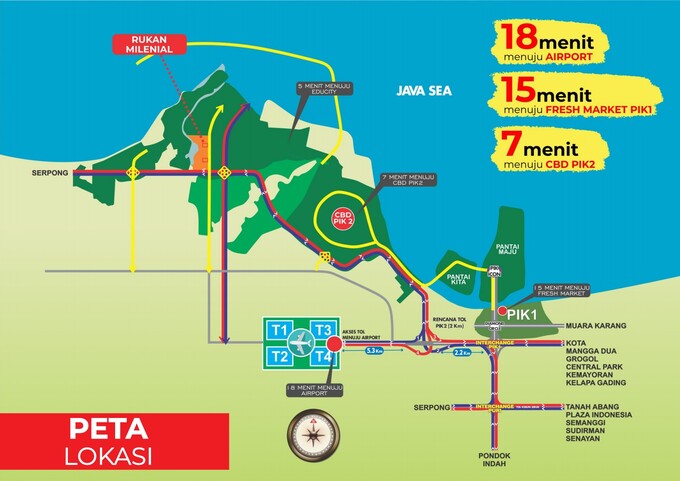 RUKAN
MILENIAL
18 menit
menuju AIRPORT
15 menit
menuju FRESH MARKET PIK1
7 menit
menuju CBD PIK2
JAVA SEA
5 MENIT MENUJU
EDUCITY
SERPONG
7 MENIT MENUJU
CBD PIK2
CBD
PIK 2
PANTAI
MAJU
PANTAI
KITA
15 MENIT MENUJU
FRESH MARKET
PIK1
RENCANA TOL
PIK2 (2 Km)
MUARA KARANG
T1
T3
T2
T4
AKSES TOL
MENUJU AIRPORT
5.3 Km
2.2 Km
INTERCHANGE
PIK1
KOTA
MANGGA DUA
GROGOL
CENTRAL PARK
KEMAYORAN
KELAPA GADING
18 MENIT MENUJU
AIRPORT
SERPONG
INTERCHANGE
PURI
TANAH ABANG
PLAZA INDONESIA
SEMANGGI
SUDIRMAN
SENAYAN
PONDOK
INDAH
PETA
LOKASI